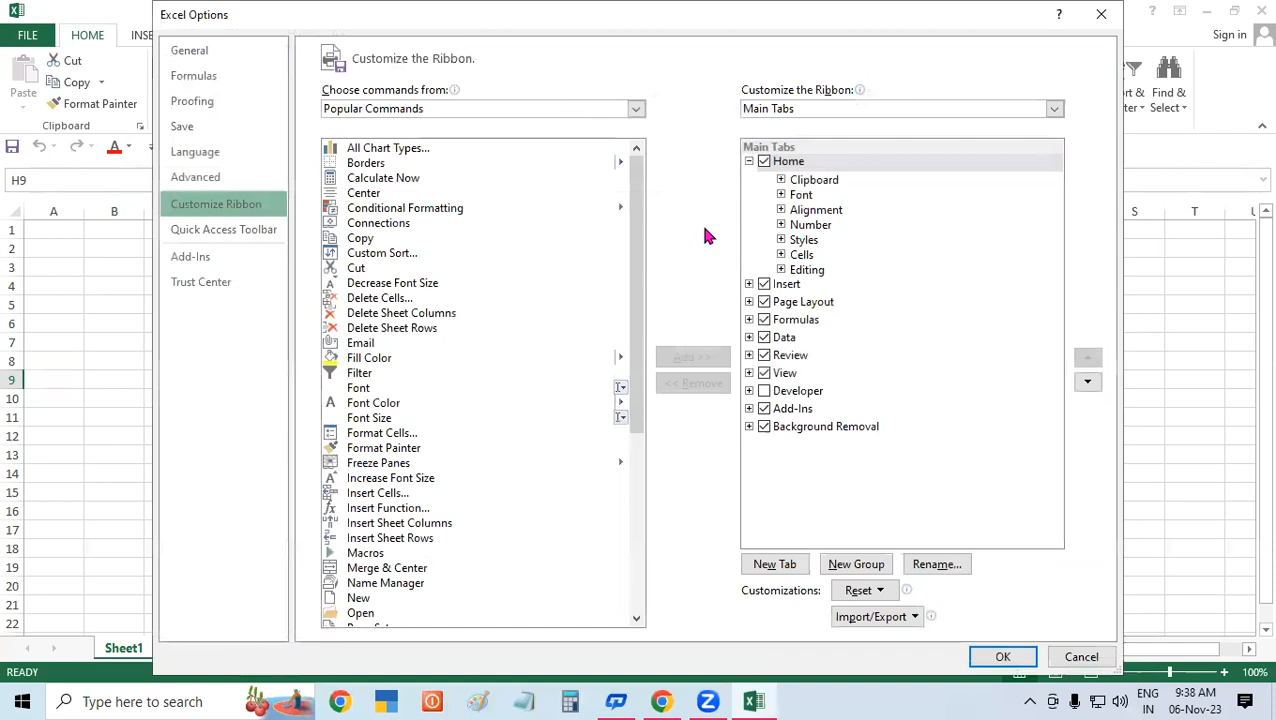 Excel Options
FILE
HOME
INS
Sign in
Cut
Copy
Paste
Format Painter
Clipboard
rt &
ter
Find &
Select
H9
A B S T U
1
2
3
4
5
6
7
8
9
10
11
12
13
14
15
16
17
18
19
20
21
22
Sheet1
READY
100%
General
Formulas
Proofing
Save
Language
Advanced
Customize Ribbon
Quick Access Toolbar
Add-Ins
Trust Center
Customize the Ribbon.
Choose commands from:
Popular Commands
All Chart Types...
Borders
Calculate Now
Center
Conditional Formatting
Connections
Copy
Custom Sort...
Cut
Decrease Font Size
Delete Cells...
Delete Sheet Columns
Delete Sheet Rows
Email
Fill Color
Filter
Font
Font Color
Font Size
Format Cells...
Format Painter
Freeze Panes
Increase Font Size
Insert Cells...
Insert Function...
Insert Sheet Columns
Insert Sheet Rows
Macros
Merge & Center
Name Manager
New
Open
Add >>
<< Remove
Customize the Ribbon:
Main Tabs
Main Tabs
Home
Clipboard
Font
Alignment
Number
Styles
Cells
Editing
Insert
Page Layout
Formulas
Data
Review
View
Developer
Add-Ins
Background Removal
New Tab
New Group
Rename...
Customizations:
Reset
Import/Export
OK
Cancel
Type here to search
ENG
IN
9:38 AM
06-Nov-23